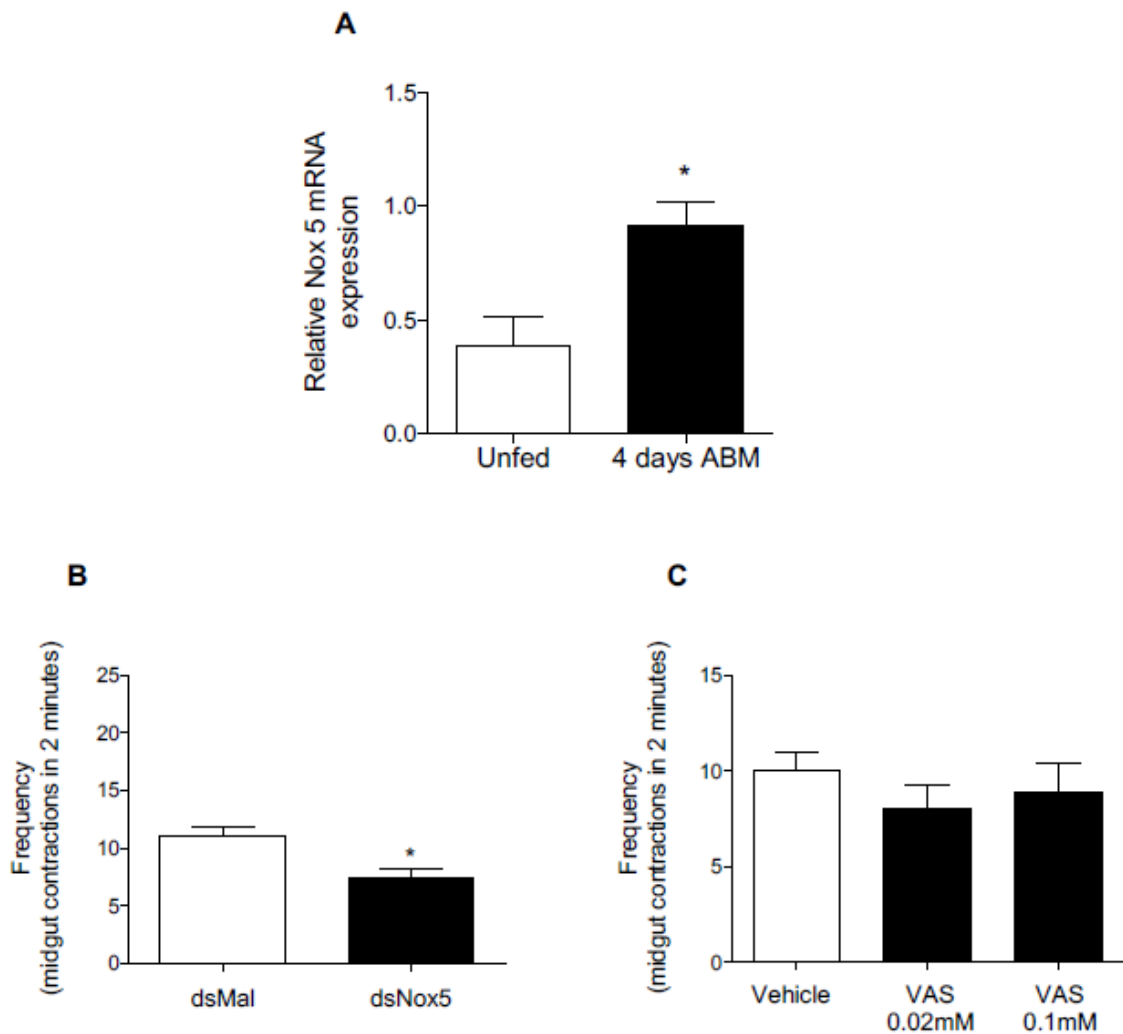 A
Relative Nox 5 mRNA
expression
1.5
1.0
0.5
0.0
*
Unfed
4 days ABM
B
Frequency
(midgut contractions in 2 minutes)
25
20
15
10
5
0
*
dsMal
dsNox5
C
Frequency
(midgut contractions in 2 minutes)
15
10
5
0
Vehicle
VAS
0.02mM
VAS
0.1mM